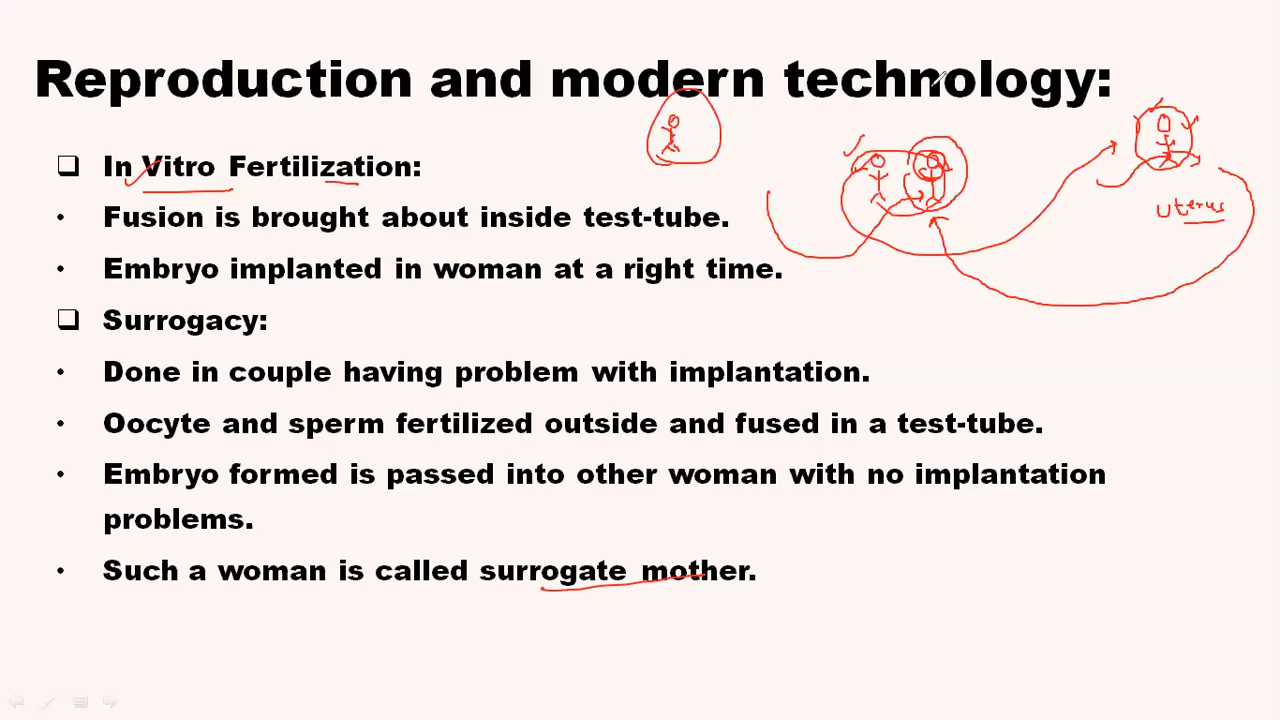 Reproduction and modern technology:
❑ In Vitro Fertilization:
• Fusion is brought about inside test-tube.
• Embryo implanted in woman at a right time.
uterus
❑ Surrogacy:
• Done in couple having problem with implantation.
• Oocyte and sperm fertilized outside and fused in a test-tube.
• Embryo formed is passed into other woman with no implantation
problems.
• Such a woman is called surrogate mother.